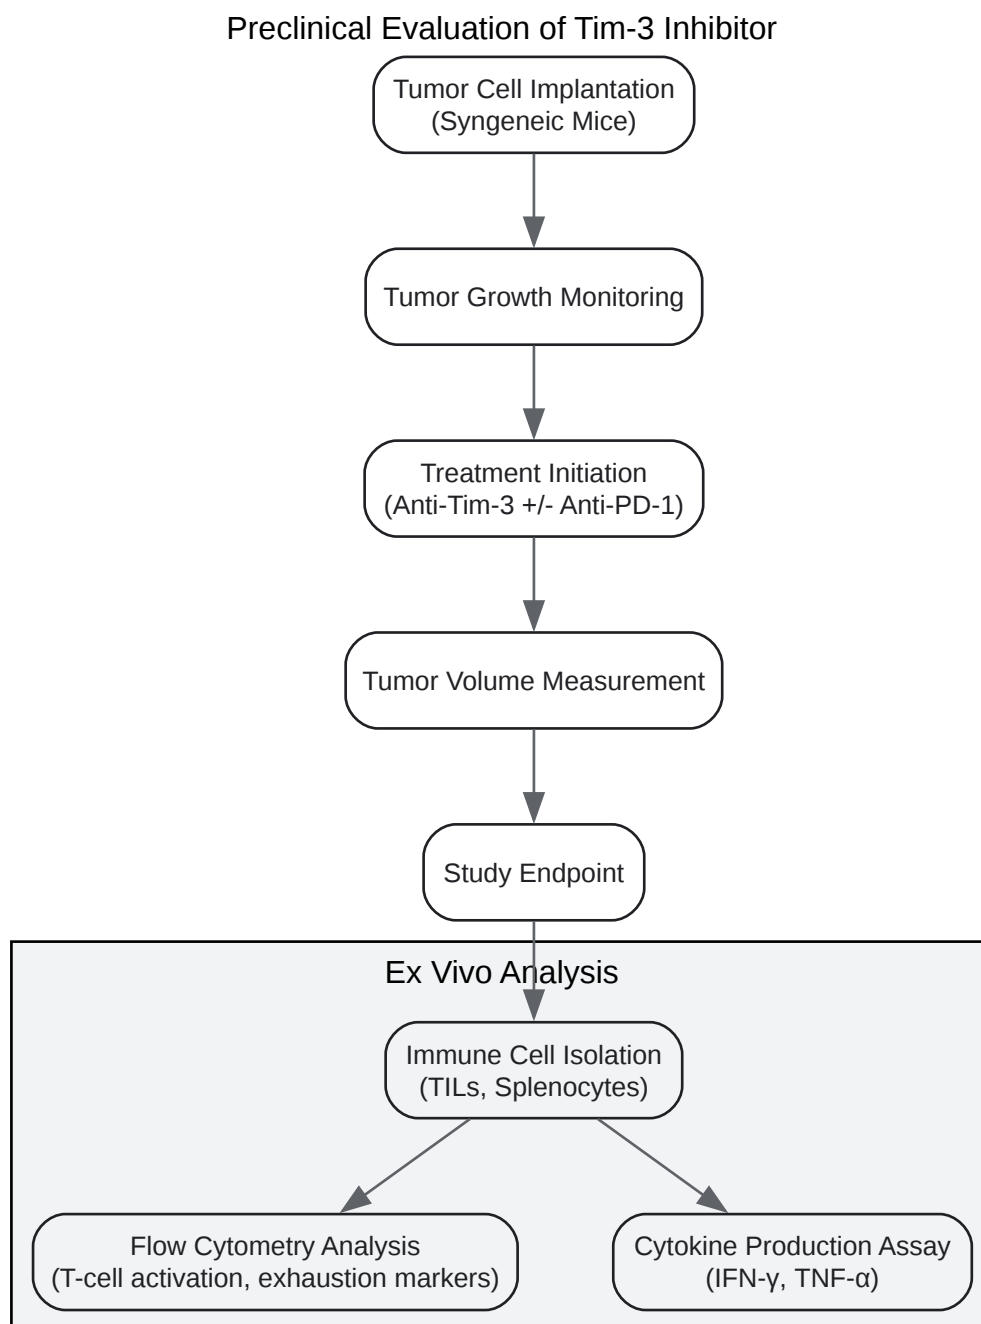 Preclinical Evaluation of Tim-3 Inhibitor
Tumor Cell Implantation
(Syngeneic Mice)
Tumor Growth Monitoring
Treatment Initiation
(Anti-Tim-3 +/- Anti-PD-1)
Tumor Volume Measurement
Study Endpoint
Ex Vivo Analysis
Immune Cell Isolation
(TILs, Splenocytes)
Flow Cytometry Analysis
(T-cell activation, exhaustion markers)
Cytokine Production Assay
(IFN-γ, TNF-α)